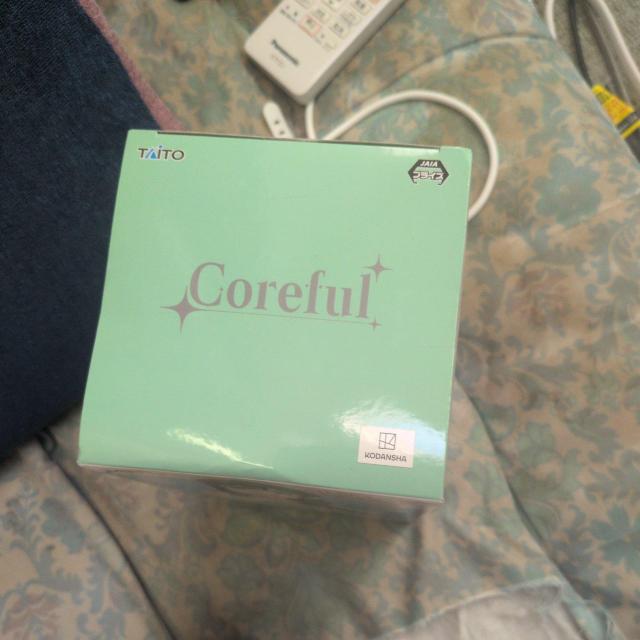 Panasonic
TAITO
JAIA
プライズ
Coreful
KODANSHA